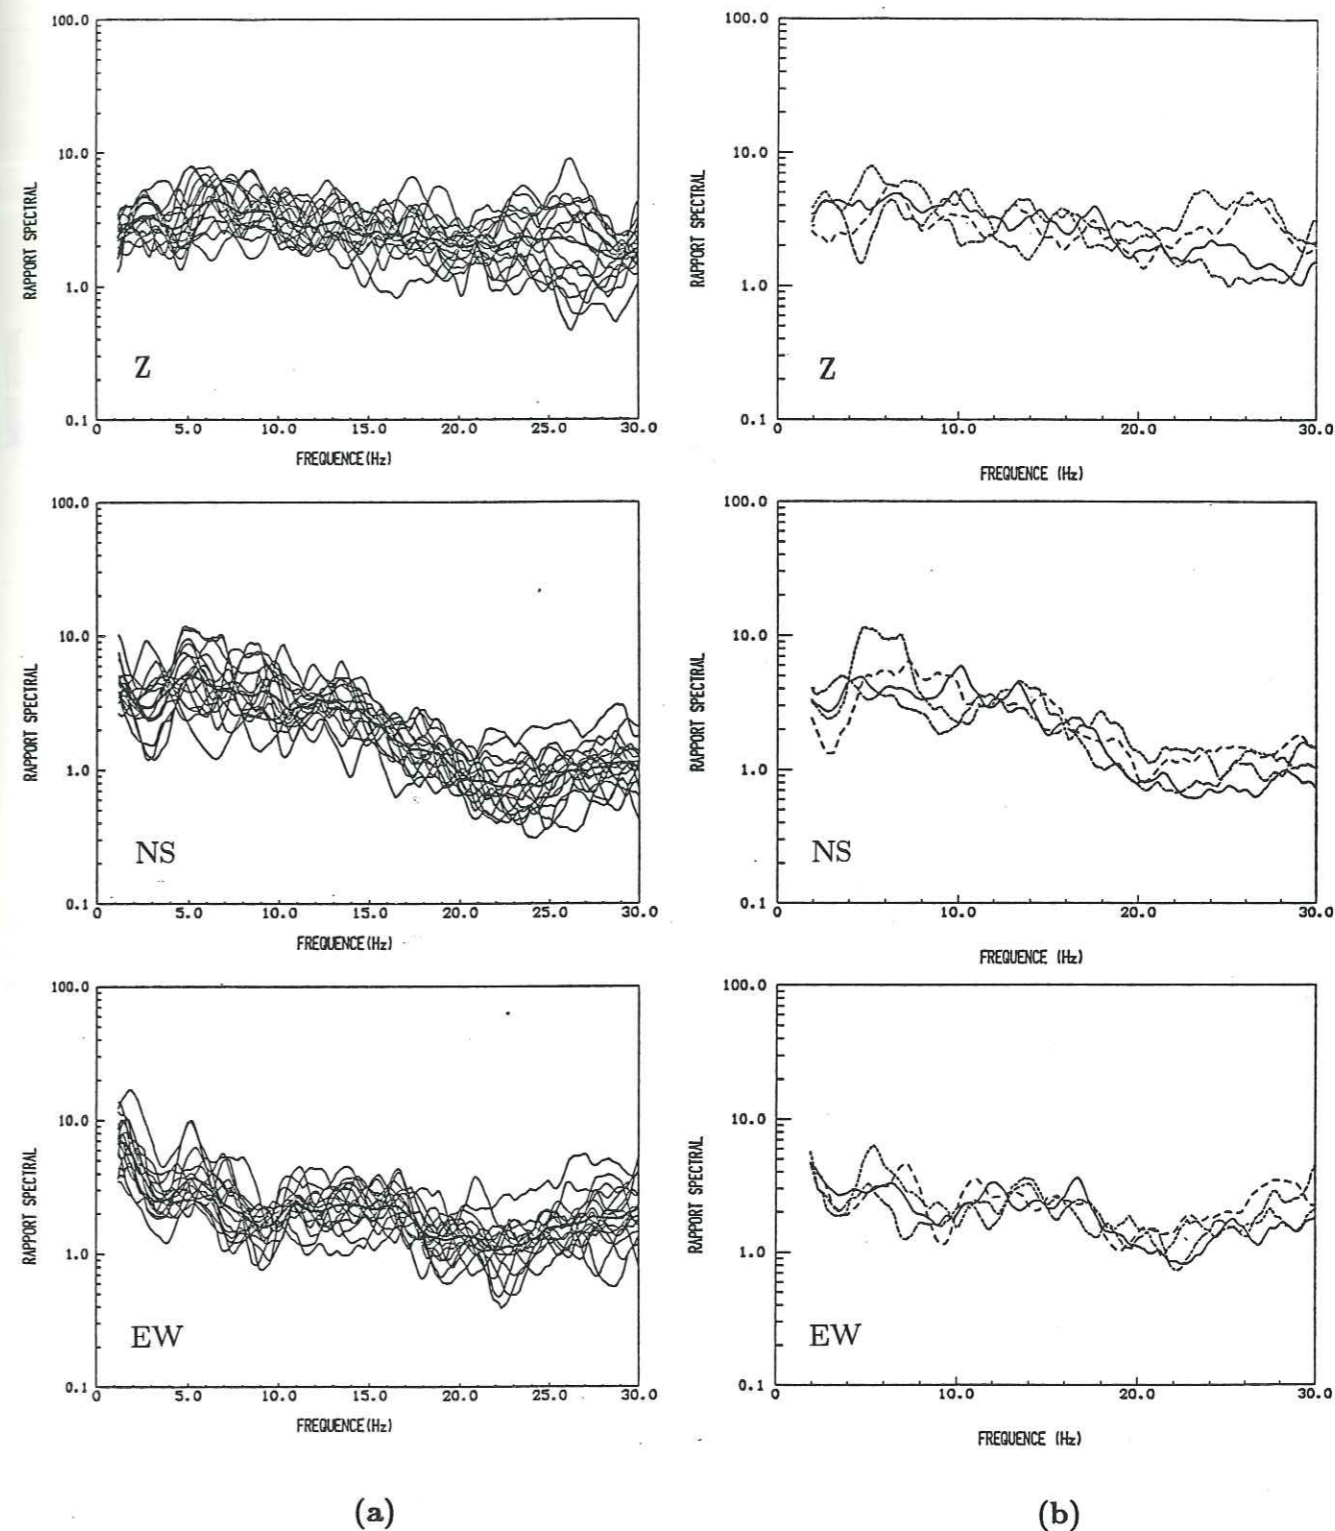 100.0
10.0
1.0
0.1
RAPPORT SPECTRAL
Z
0 5.0 10.0 15.0 20.0 25.0 30.0
FREQUENCE(Hz)
100.0
10.0
1.0
0.1
RAPPORT SPECTRAL
Z
0 10.0 20.0 30.0
FREQUENCE (Hz)
100.0
10.0
1.0
0.1
RAPPORT SPECTRAL
NS
0 5.0 10.0 15.0 20.0 25.0 30.0
FREQUENCE(Hz)
100.0
10.0
1.0
0.1
RAPPORT SPECTRAL
NS
0 10.0 20.0 30.0
FREQUENCE (Hz)
100.0
10.0
1.0
0.1
RAPPORT SPECTRAL
EW
0 5.0 10.0 15.0 20.0 25.0 30.0
FREQUENCE(Hz)
100.0
10.0
1.0
0.1
RAPPORT SPECTRAL
EW
0 10.0 20.0 30.0
FREQUENCE (Hz)
(a)
(b)